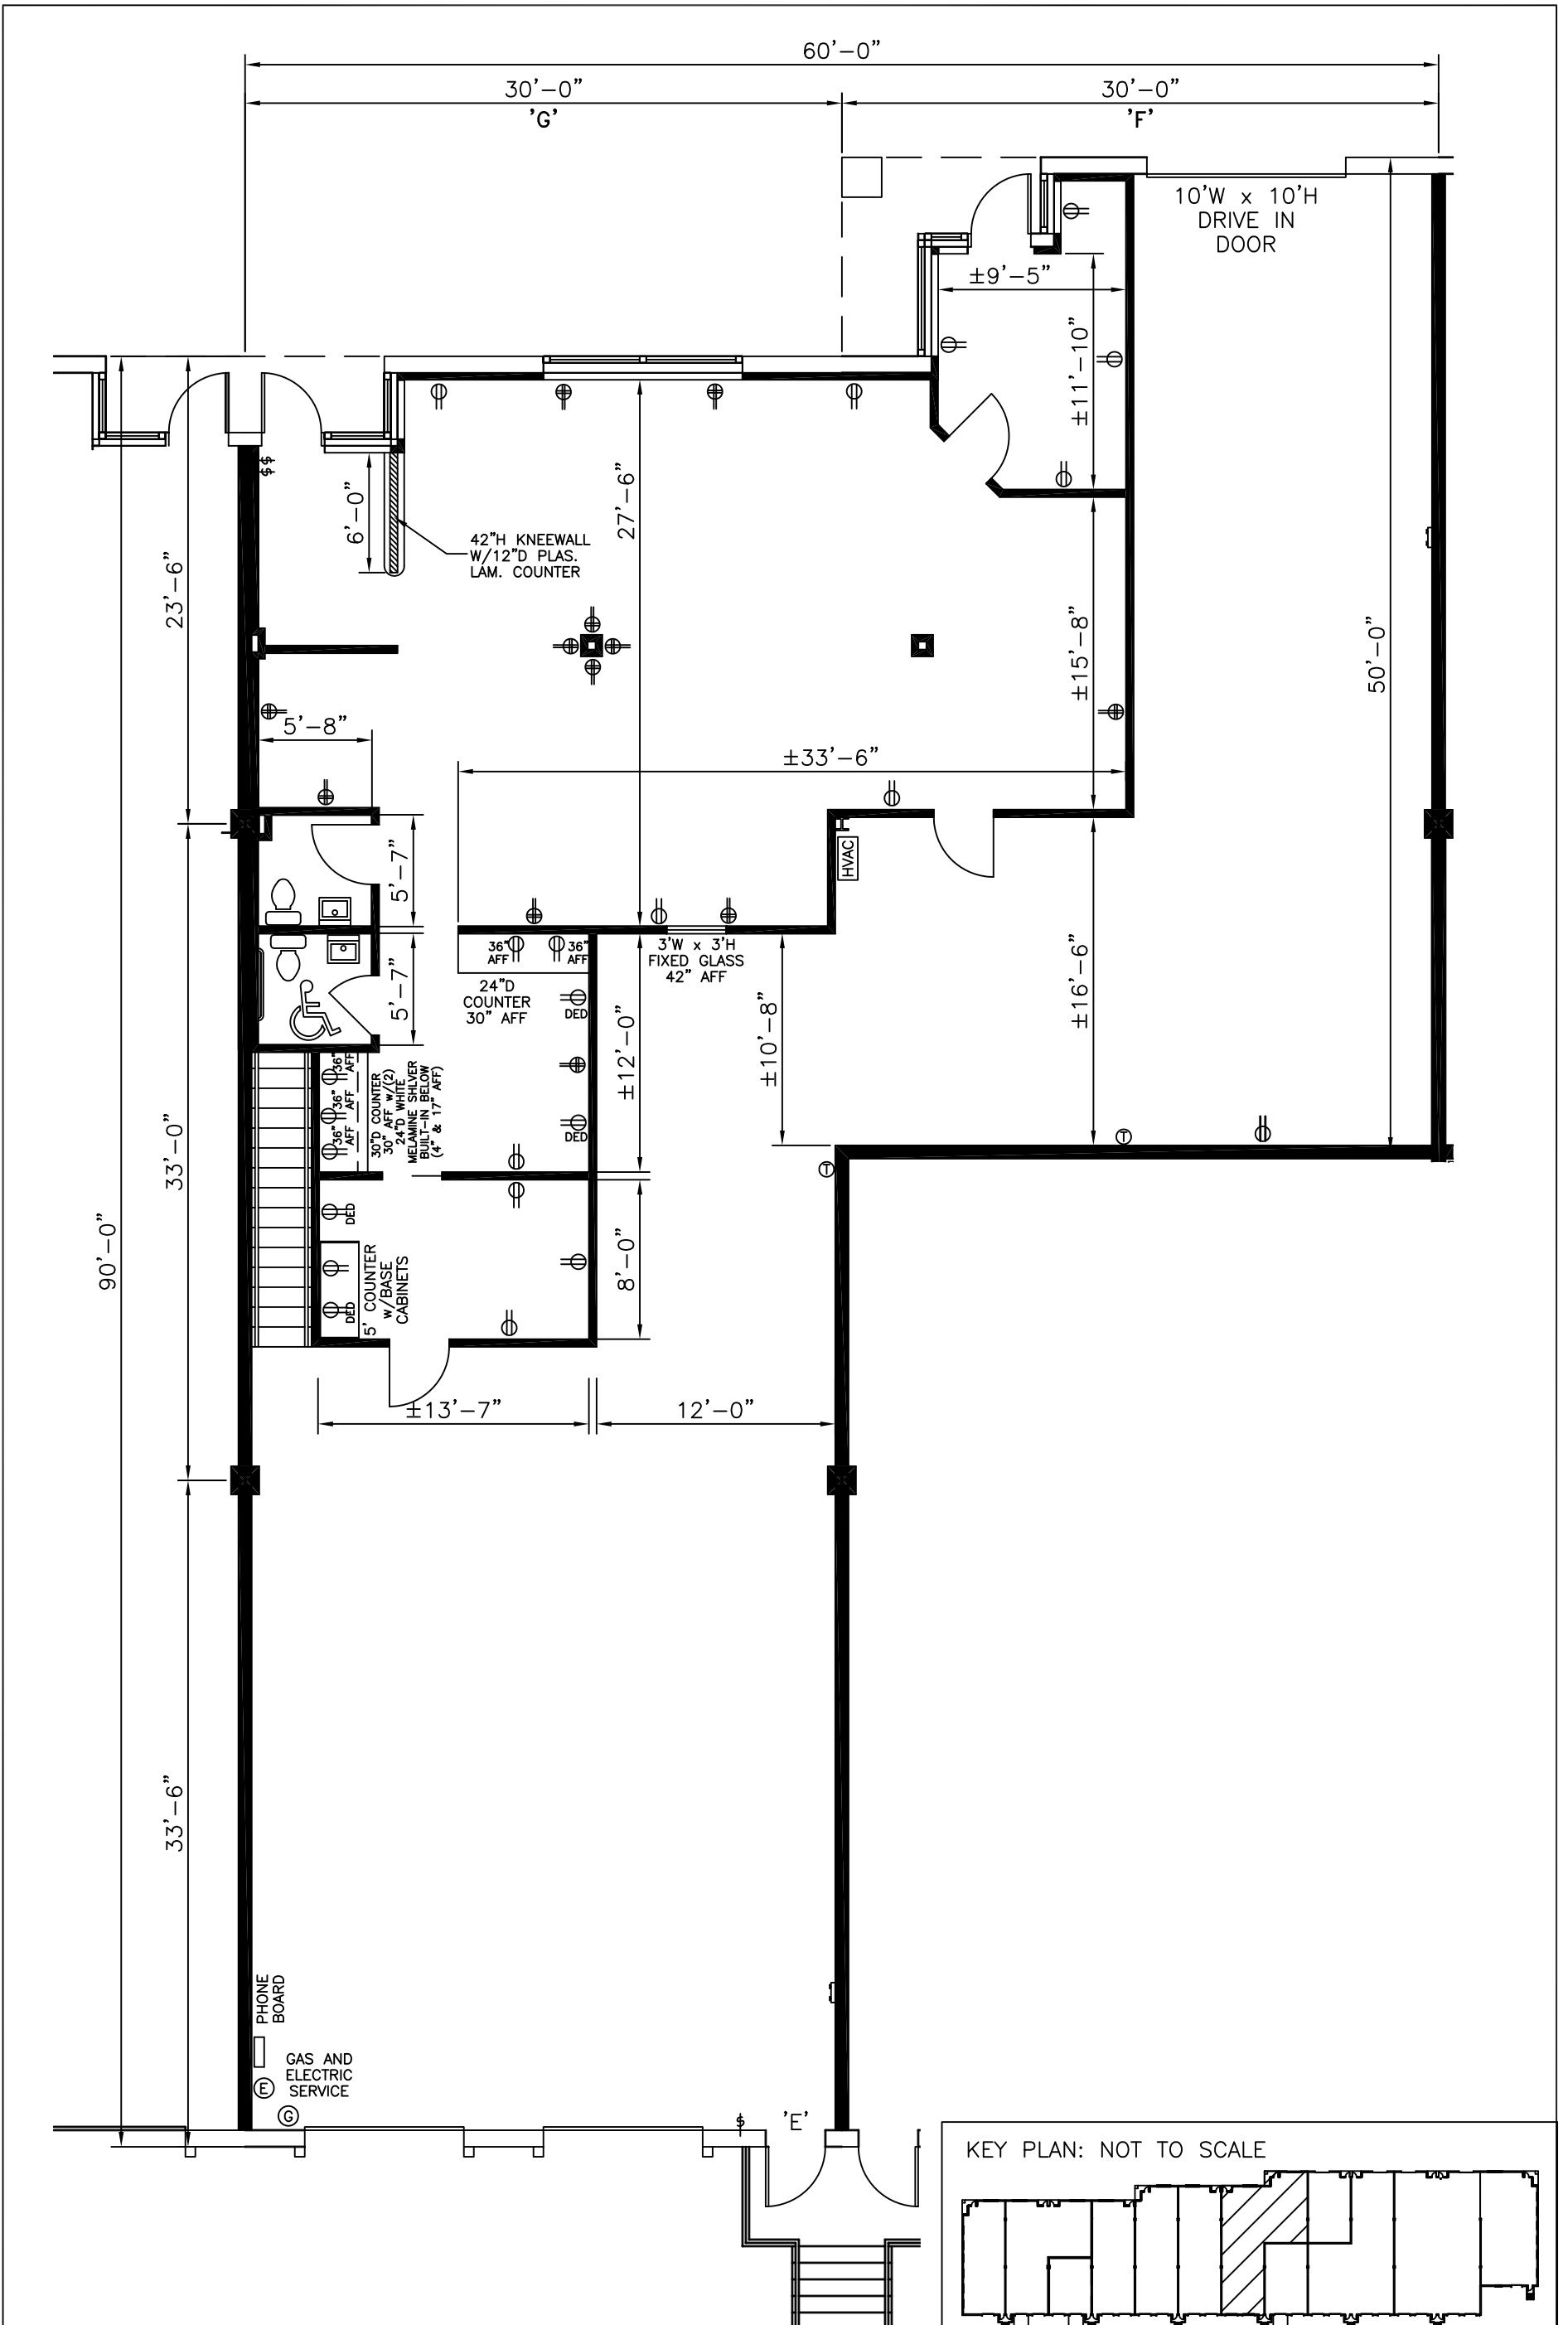 60'-0"
30'-0"
30'-0"
'G'
'F'
10'W x 10'H
DRIVE IN
DOOR
±9'-5"
±11'-10"
27'-6"
6'-0"
$$
42"H KNEEWALL
W/12"D PLAS.
LAM. COUNTER
23'-6"
±15'-8"
50'-0"
5'-8"
±33'-6"
HVAC
5'-7"
5'-7"
36"
AFF
36"
AFF
3'W x 3'H
FIXED GLASS
42" AFF
24"D
COUNTER
30" AFF
DED
±12'-0"
±10'-8"
±16'-6"
36"
AFF
36"
AFF
36"
AFF
30"D COUNTER
30" AFF w/(2)
24"D WHITE
MELAMINE SHLVER
BUILT-IN BELOW
(4" & 17" AFF)
DED
T
T
33'-0"
90'-0"
DED
DED
5' COUNTER
w/BASE
CABINETS
8'-0"
±13'-7"
12'-0"
33'-6"
PHONE
BOARD
GAS AND
ELECTRIC
SERVICE
E
G
$
'E'
KEY PLAN: NOT TO SCALE